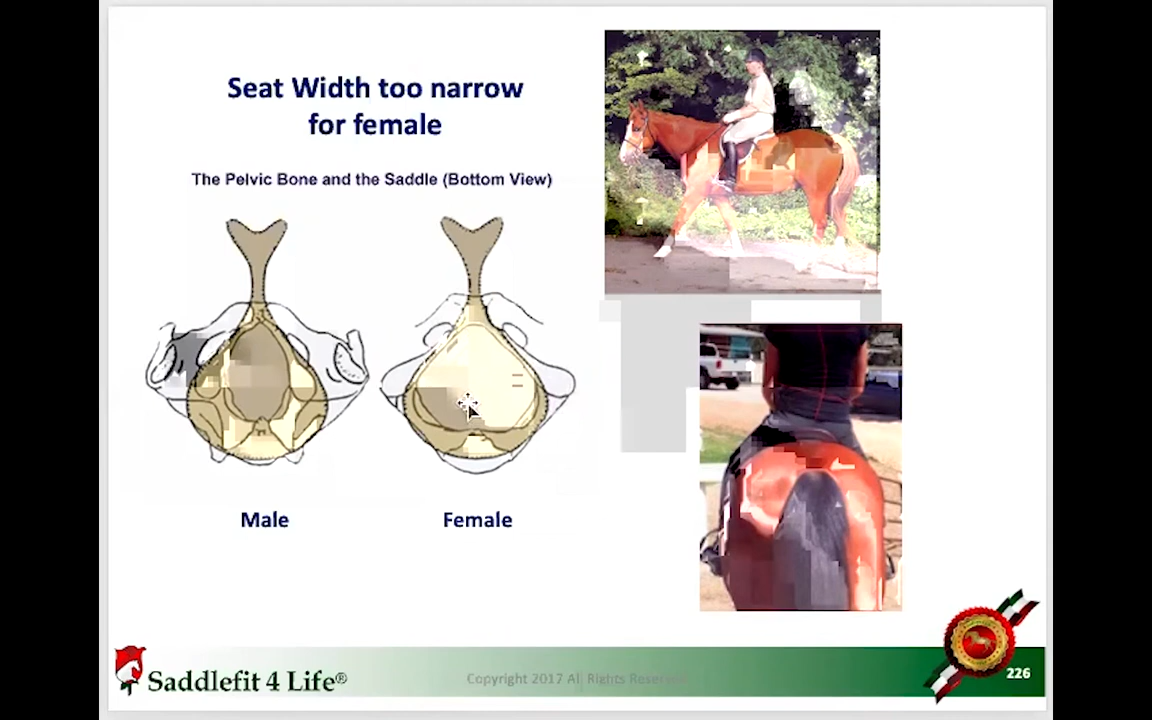 Seat Width too narrow
for female
The Pelvic Bone and the Saddle (Bottom View)
Male
Female
Saddlefit 4 Life®
Copyright 2017 All Rights Reserved
226